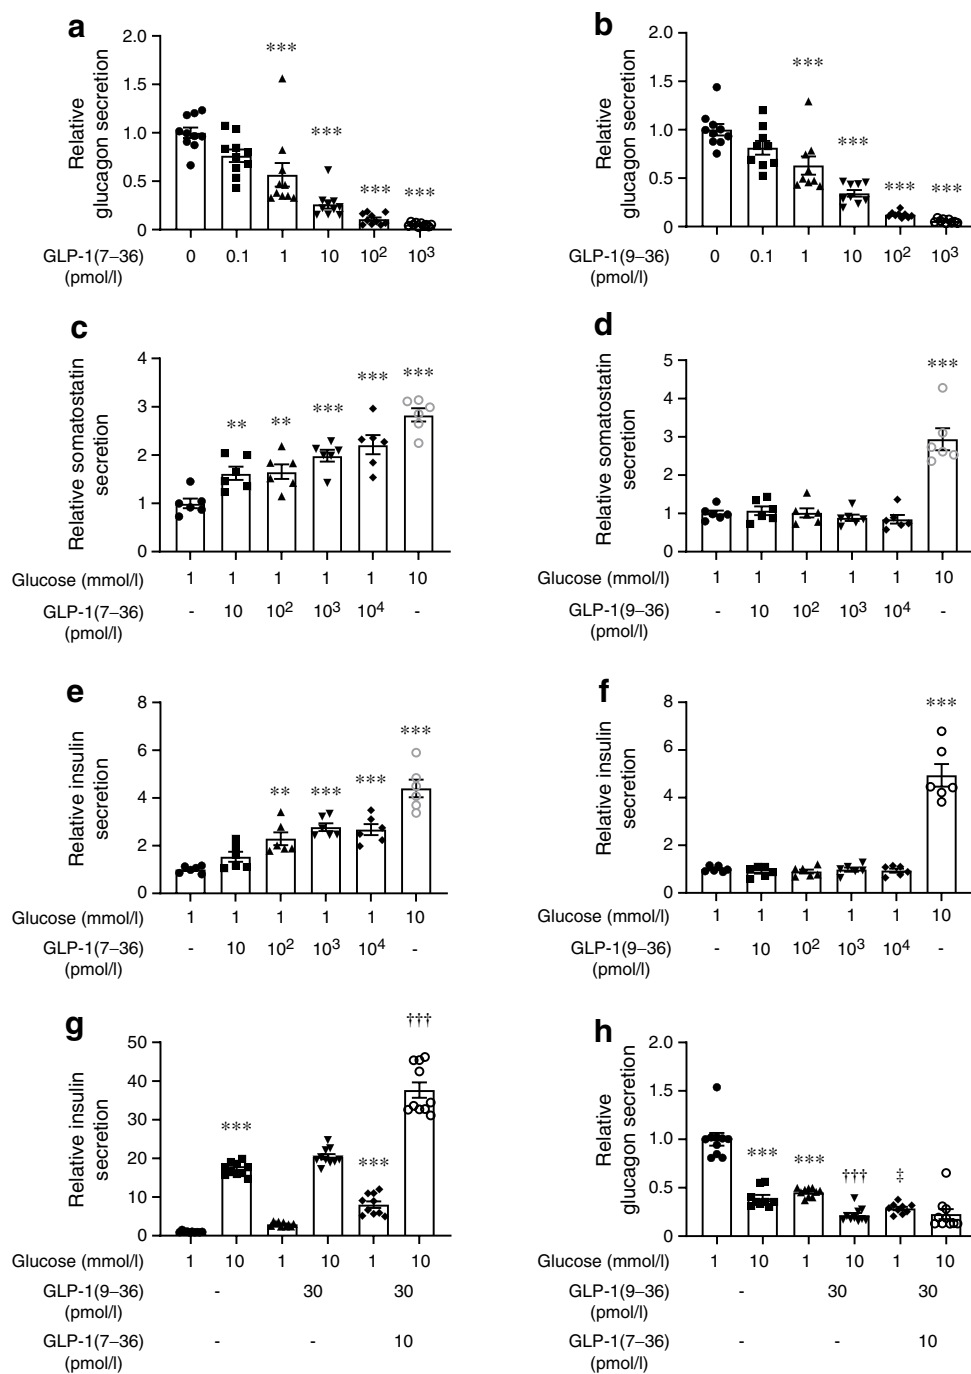 a
2.0
1.5
1.0
0.5
0
Relative
glucagon secretion
***
***
***
***
GLP-1(7–36)
(pmol/l)
0 0.1 1 10 10² 10³
b
2.0
1.5
1.0
0.5
0
Relative
glucagon secretion
***
***
***
***
GLP-1(9–36)
(pmol/l)
0 0.1 1 10 10² 10³
c
4
3
2
1
0
Relative somatostatin
secretion
**
**
***
***
***
Glucose (mmol/l) 1 1 1 1 1 10
GLP-1(7–36)
(pmol/l)
- 10 10² 10³ 10⁴ -
d
5
4
3
2
1
0
Relative somatostatin
secretion
***
Glucose (mmol/l) 1 1 1 1 1 10
GLP-1(9–36)
(pmol/l)
- 10 10² 10³ 10⁴ -
e
8
6
4
2
0
Relative insulin
secretion
**
***
***
***
Glucose (mmol/l) 1 1 1 1 1 10
GLP-1(7–36)
(pmol/l)
- 10 10² 10³ 10⁴ -
f
8
6
4
2
0
Relative insulin
secretion
***
Glucose (mmol/l) 1 1 1 1 1 10
GLP-1(9–36)
(pmol/l)
- 10 10² 10³ 10⁴ -
g
50
40
30
20
10
0
Relative insulin
secretion
***
***
†††
Glucose (mmol/l) 1 10 1 10 1 10
GLP-1(9–36)
(pmol/l)
- 30 30
GLP-1(7–36)
(pmol/l)
- - 10
h
2.0
1.5
1.0
0.5
0
Relative
glucagon secretion
***
***
†††
‡
Glucose (mmol/l) 1 10 1 10 1 10
GLP-1(9–36)
(pmol/l)
- 30 30
GLP-1(7–36)
(pmol/l)
- - 10